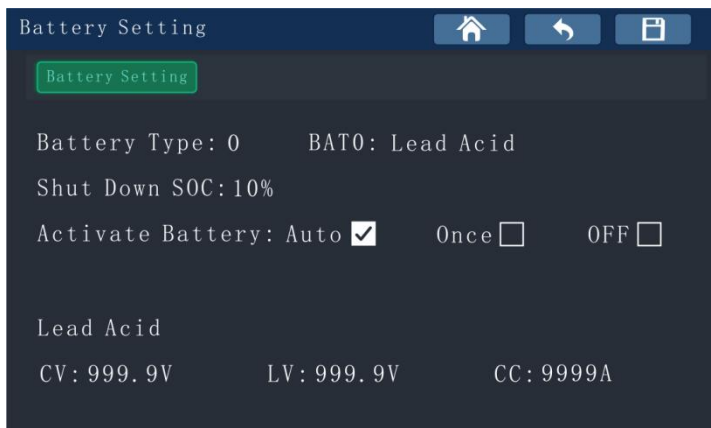 Battery Setting
Battery Setting
Battery Type: 0 BAT0: Lead Acid
Shut Down SOC:10%
Activate Battery: Auto Once OFF
Lead Acid
CV:999.9V LV:999.9V CC:9999A